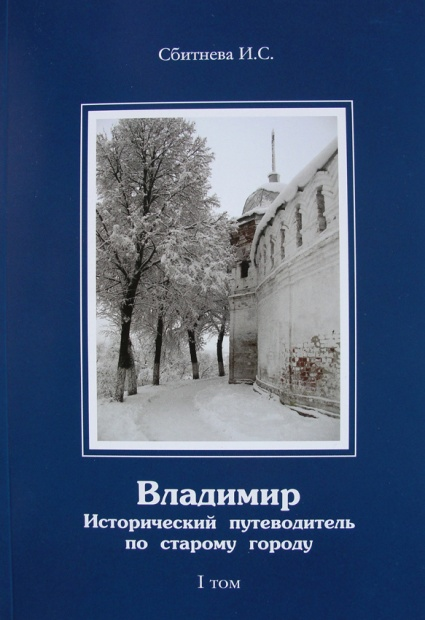 Сбитнева И.С.
Владимир
Исторический путеводитель
по старому городу
I том